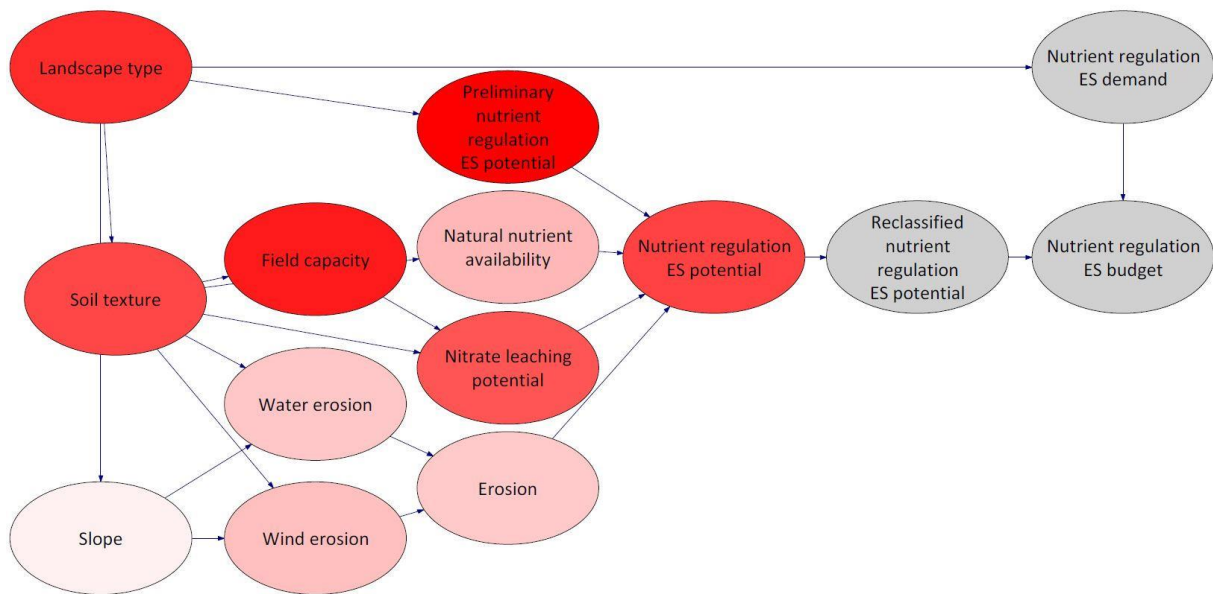 Landscape type
Nutrient regulation
ES demand
Preliminary
nutrient
regulation
ES potential
Field capacity
Natural nutrient
availability
Nutrient regulation
ES potential
Reclassified
nutrient
regulation
ES potential
Nutrient regulation
ES budget
Soil texture
Nitrate leaching
potential
Water erosion
Erosion
Slope
Wind erosion